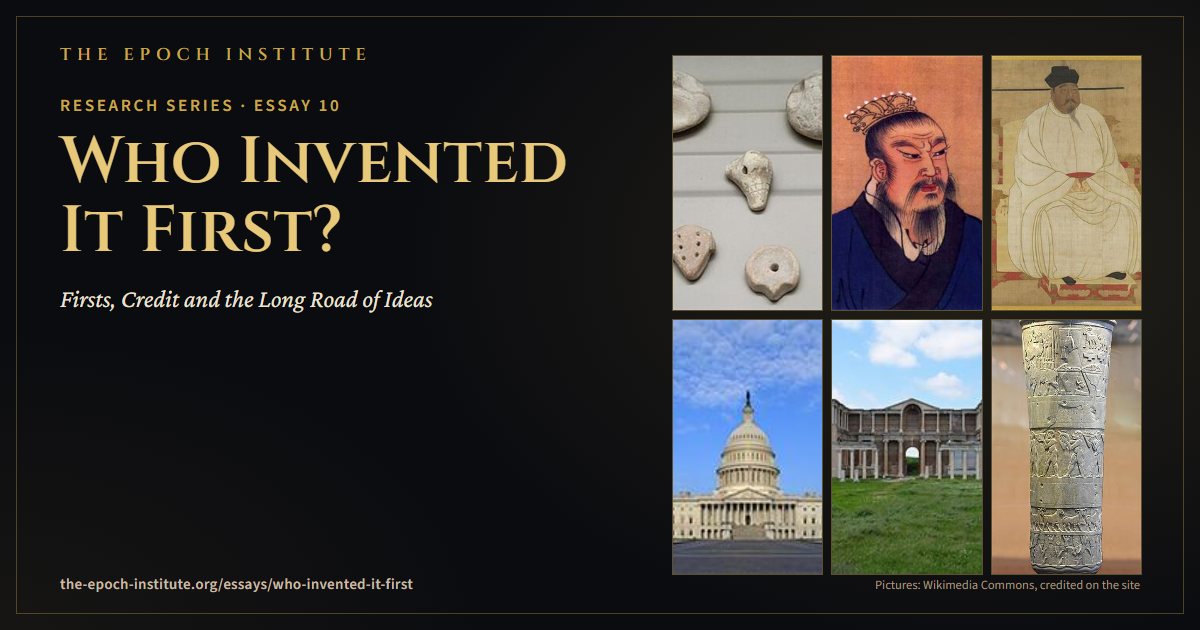 THE EPOCH INSTITUTE
RESEARCH SERIES · ESSAY 10
WHO INVENTED
IT FIRST?
Firsts, Credit and the Long Road of Ideas
the-epoch-institute.org/essays/who-invented-it-first
Pictures: Wikimedia Commons, credited on the site